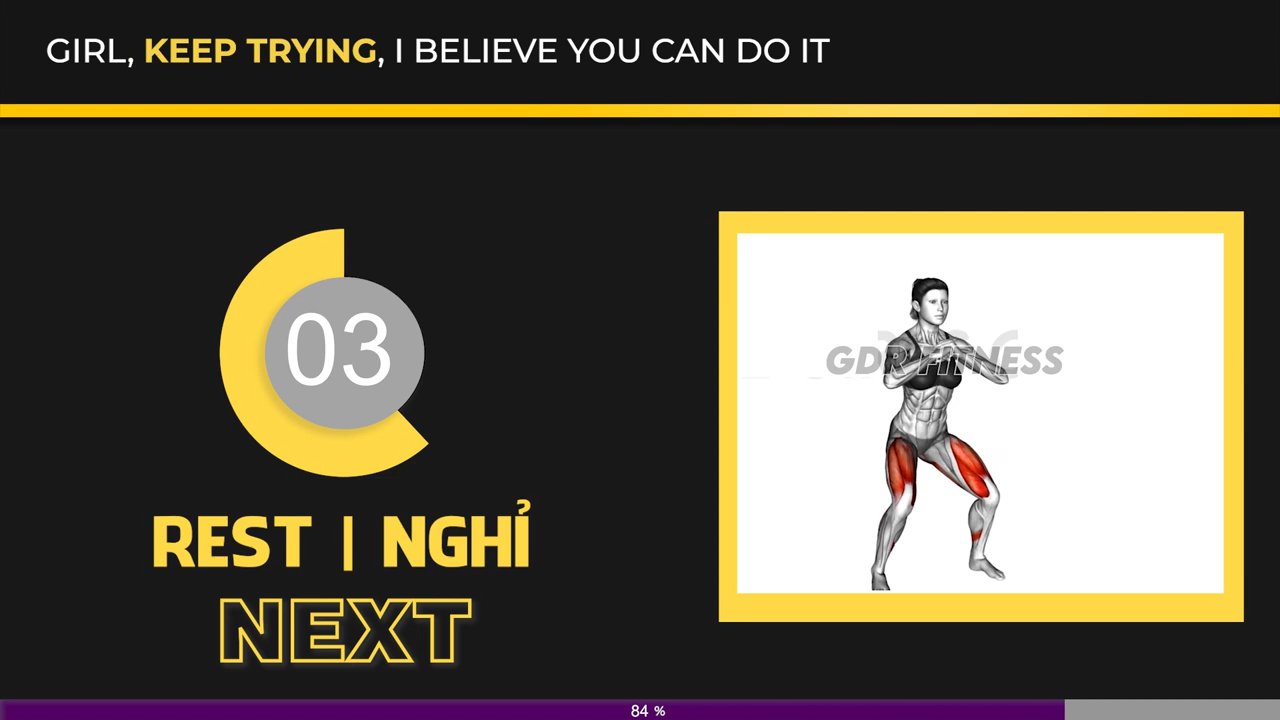 GIRL, KEEP TRYING, I BELIEVE YOU CAN DO IT
03
GDR FITNESS
REST | NGHỈ
NEXT
84 %